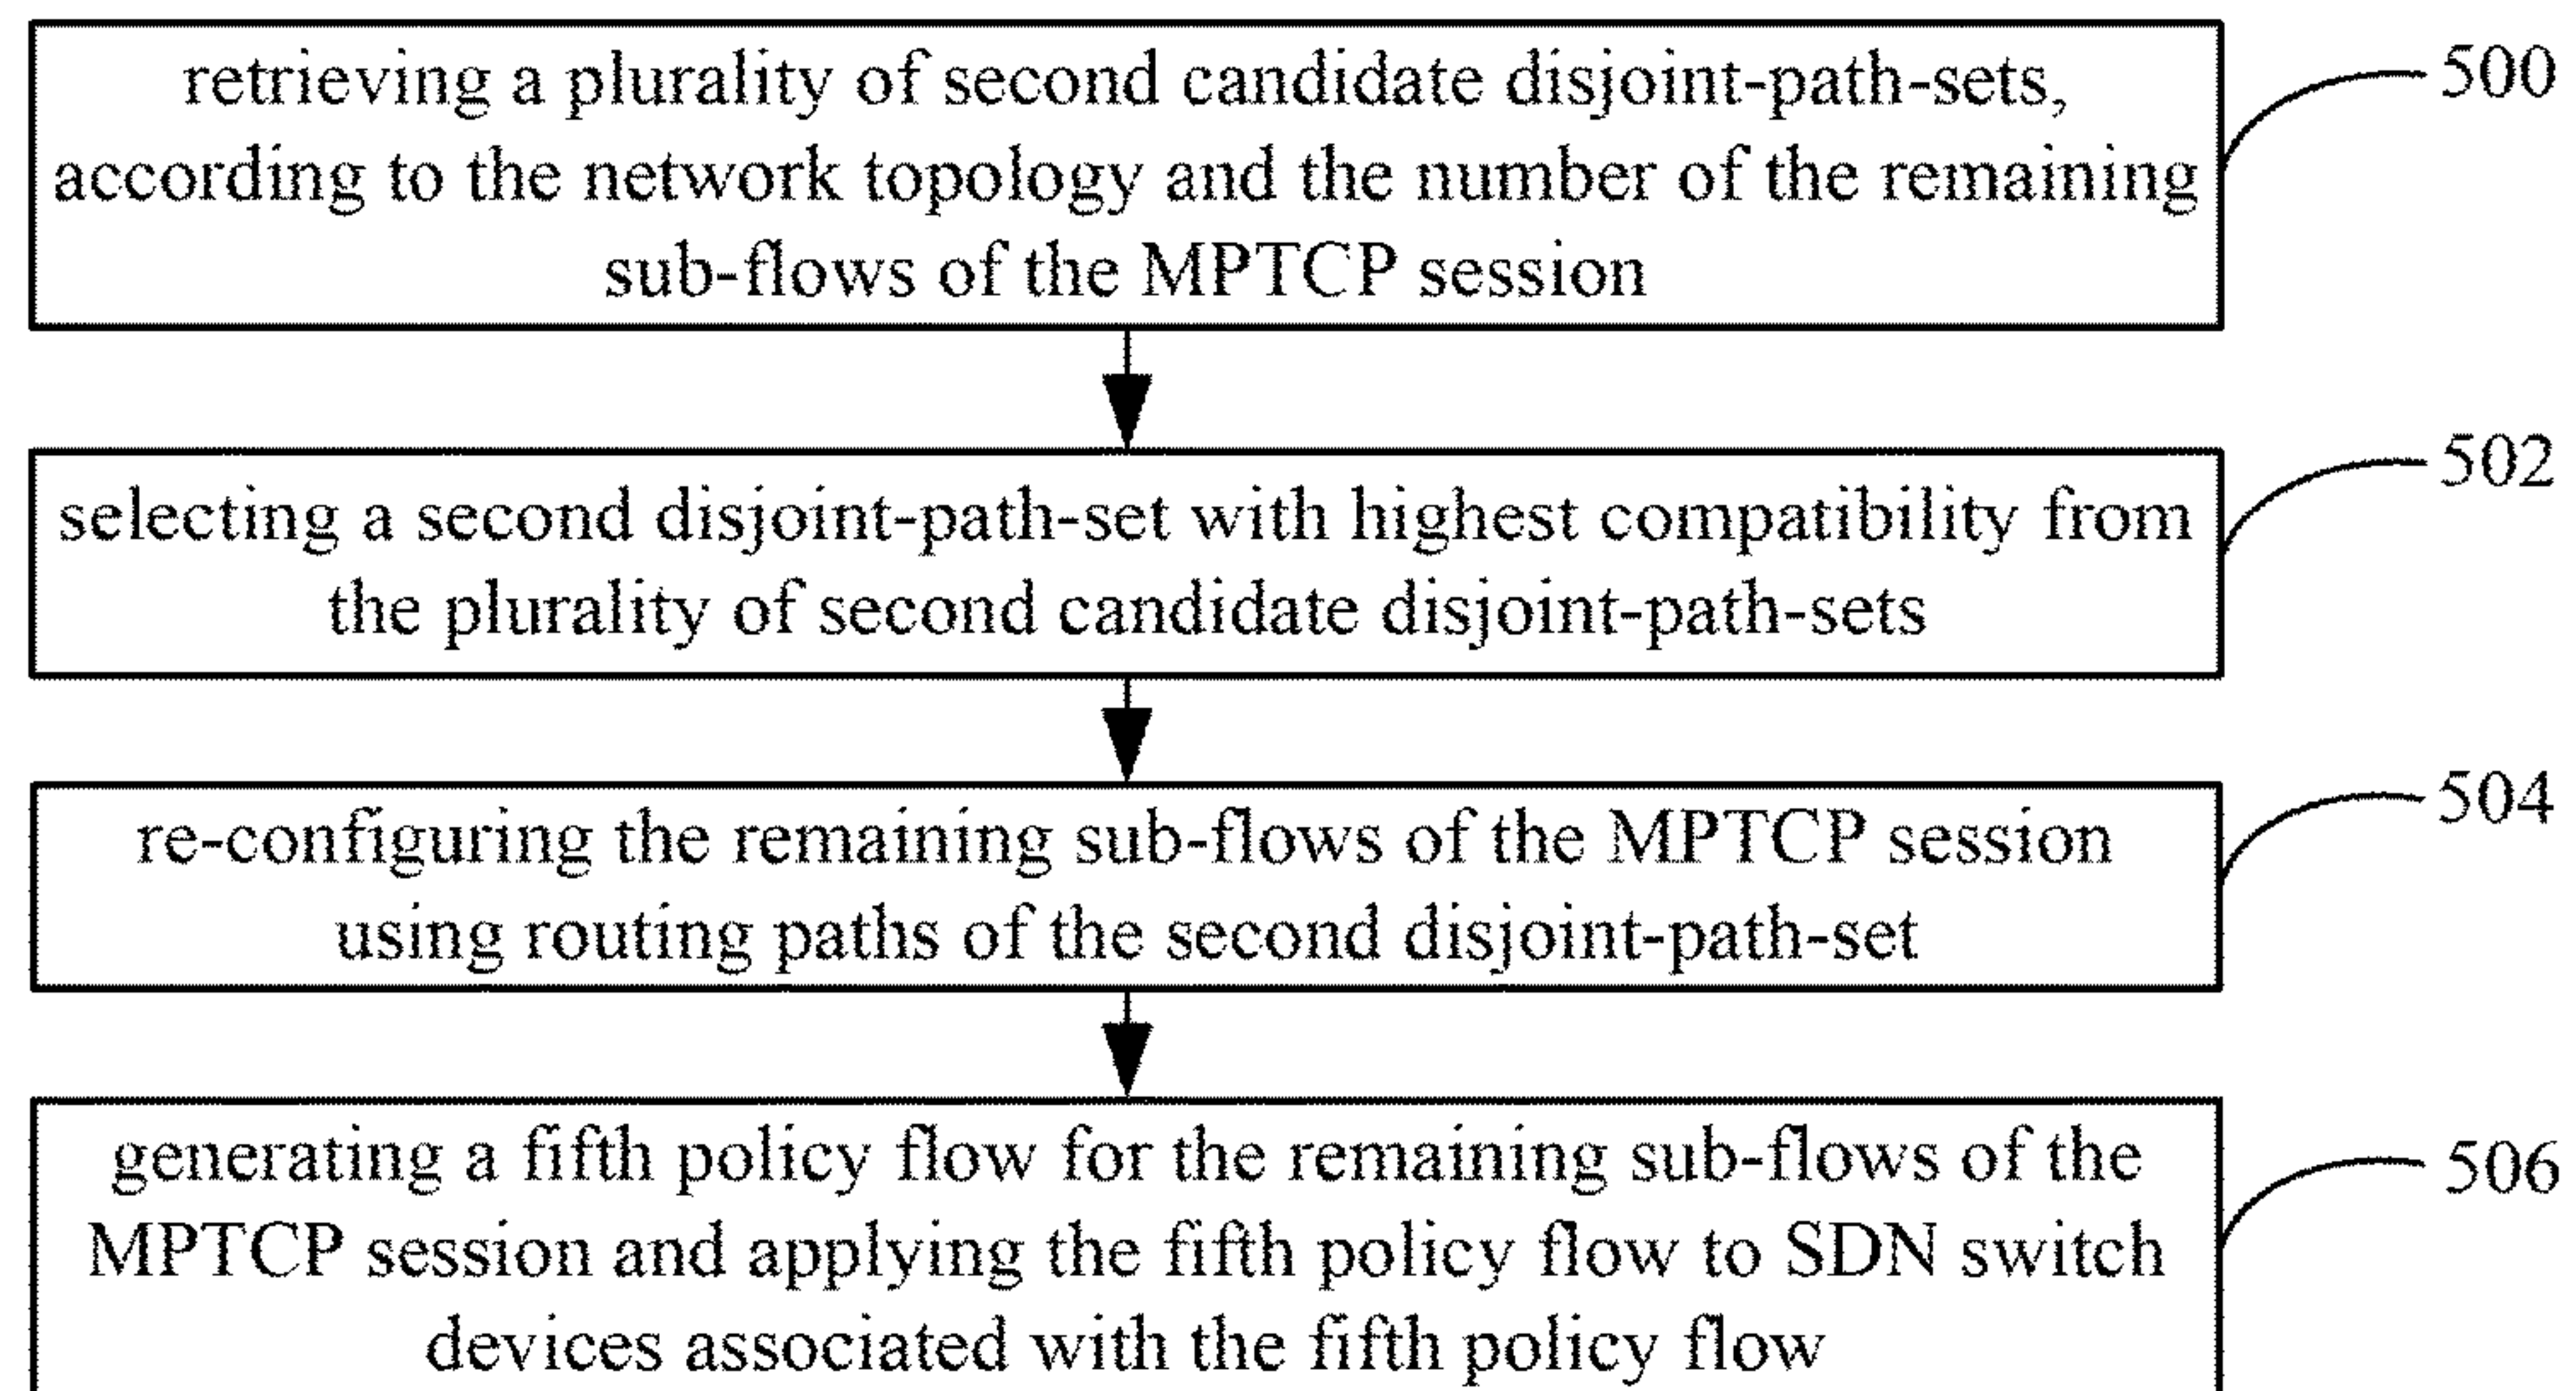 retrieving a plurality of second candidate disjoint-path-sets,
according to the network topology and the number of the remaining
sub-flows of the MPTCP session
500
selecting a second disjoint-path-set with highest compatibility from
the plurality of second candidate disjoint-path-sets
502
re-configuring the remaining sub-flows of the MPTCP session
using routing paths of the second disjoint-path-set
504
generating a fifth policy flow for the remaining sub-flows of the
MPTCP session and applying the fifth policy flow to SDN switch
devices associated with the fifth policy flow
506